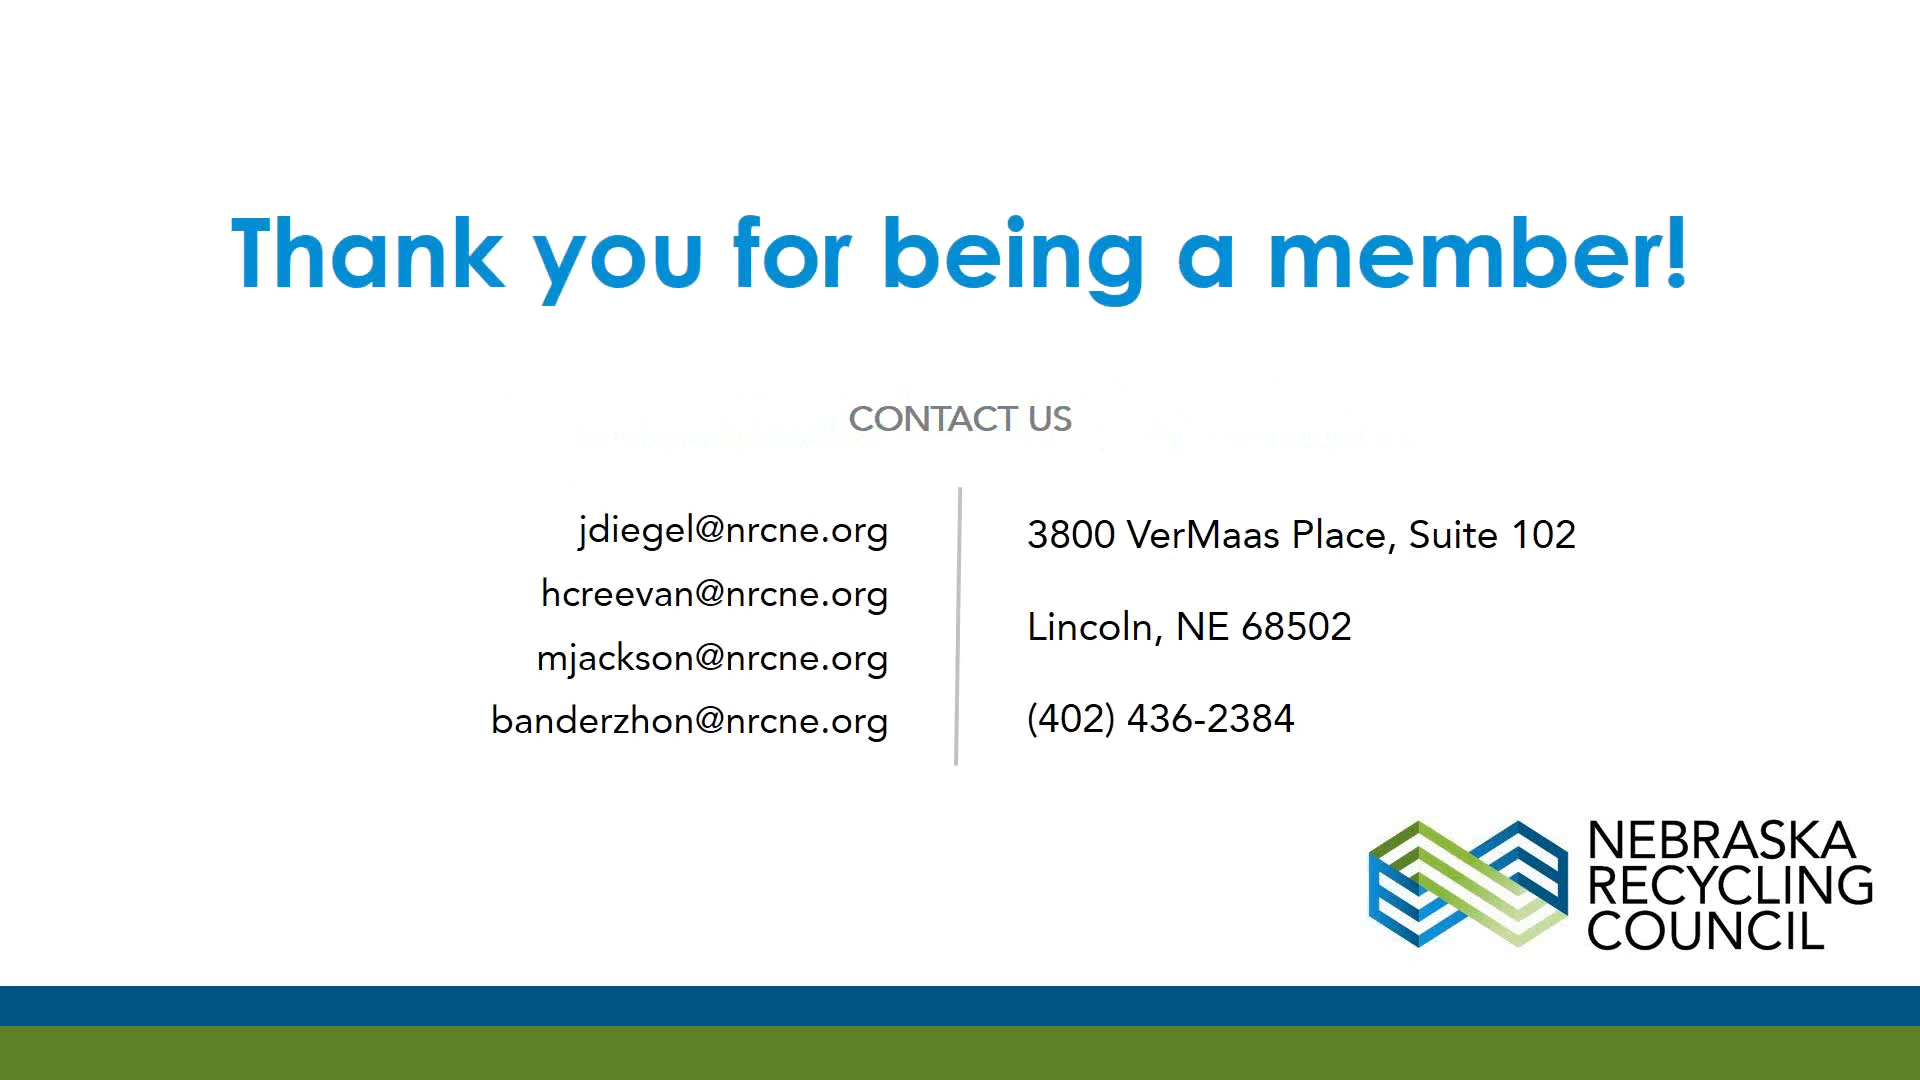 Thank you for being a member!
CONTACT US
jdiegel@nrcne.org
hcreevan@nrcne.org
mjackson@nrcne.org
banderzhon@nrcne.org
3800 VerMaas Place, Suite 102
Lincoln, NE 68502
(402) 436-2384
NEBRASKA
RECYCLING
COUNCIL